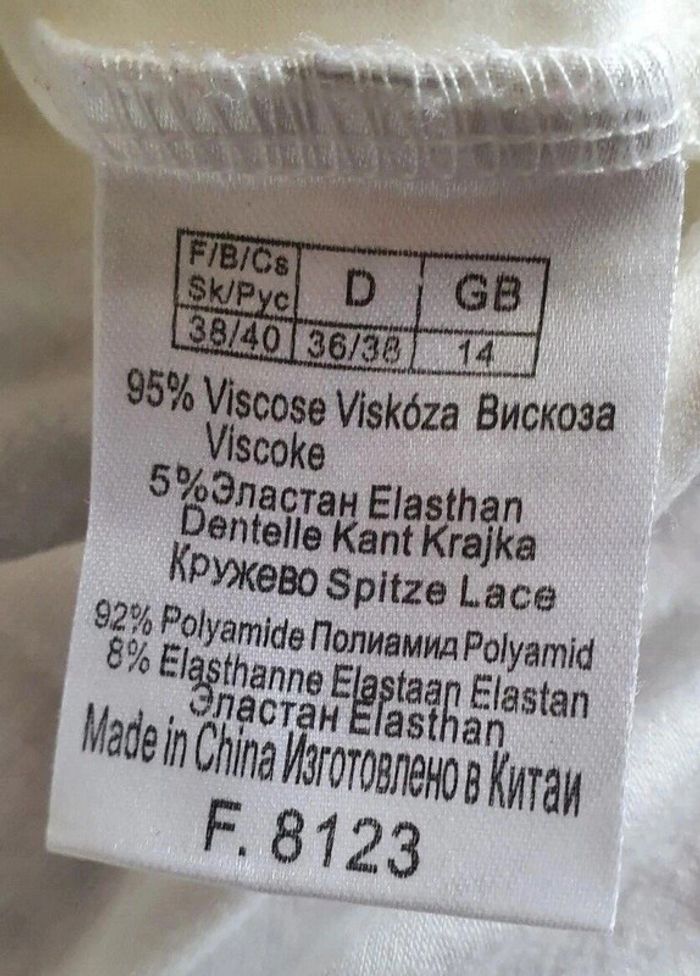 F/B/Cs D GB
Sk/Рус
38/40 36/38 14
95% Viscose Viskóza Вискоза
Viscoke
5%Эластан Elasthan
Dentelle Kant Krajka
Кружево Spitze Lace
92% Polyamide Полиамид Polyamid
8% Elasthanne Elastaan Elastan
Эластан Elasthan
Made in China Изготовлено в Китаи
F. 8123